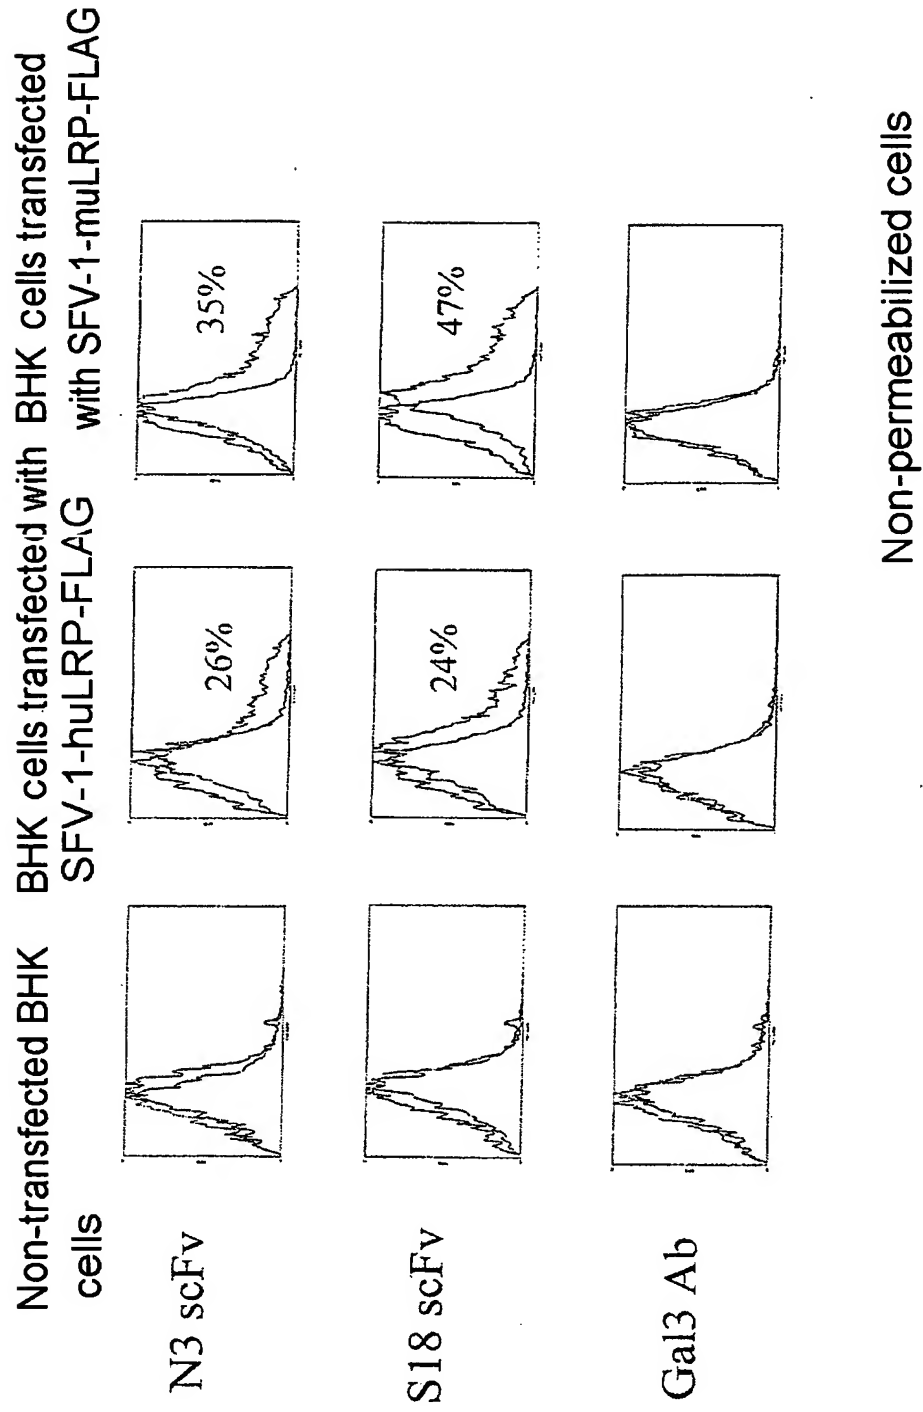 Non-transfected BHK
cells
BHK cells transfected with
SFV-1-huLRP-FLAG
BHK cells transfected
with SFV-1-muLRP-FLAG
N3 scFv
26%
35%
S18 scFv
24%
47%
Gal3 Ab
Non-permeabilized cells